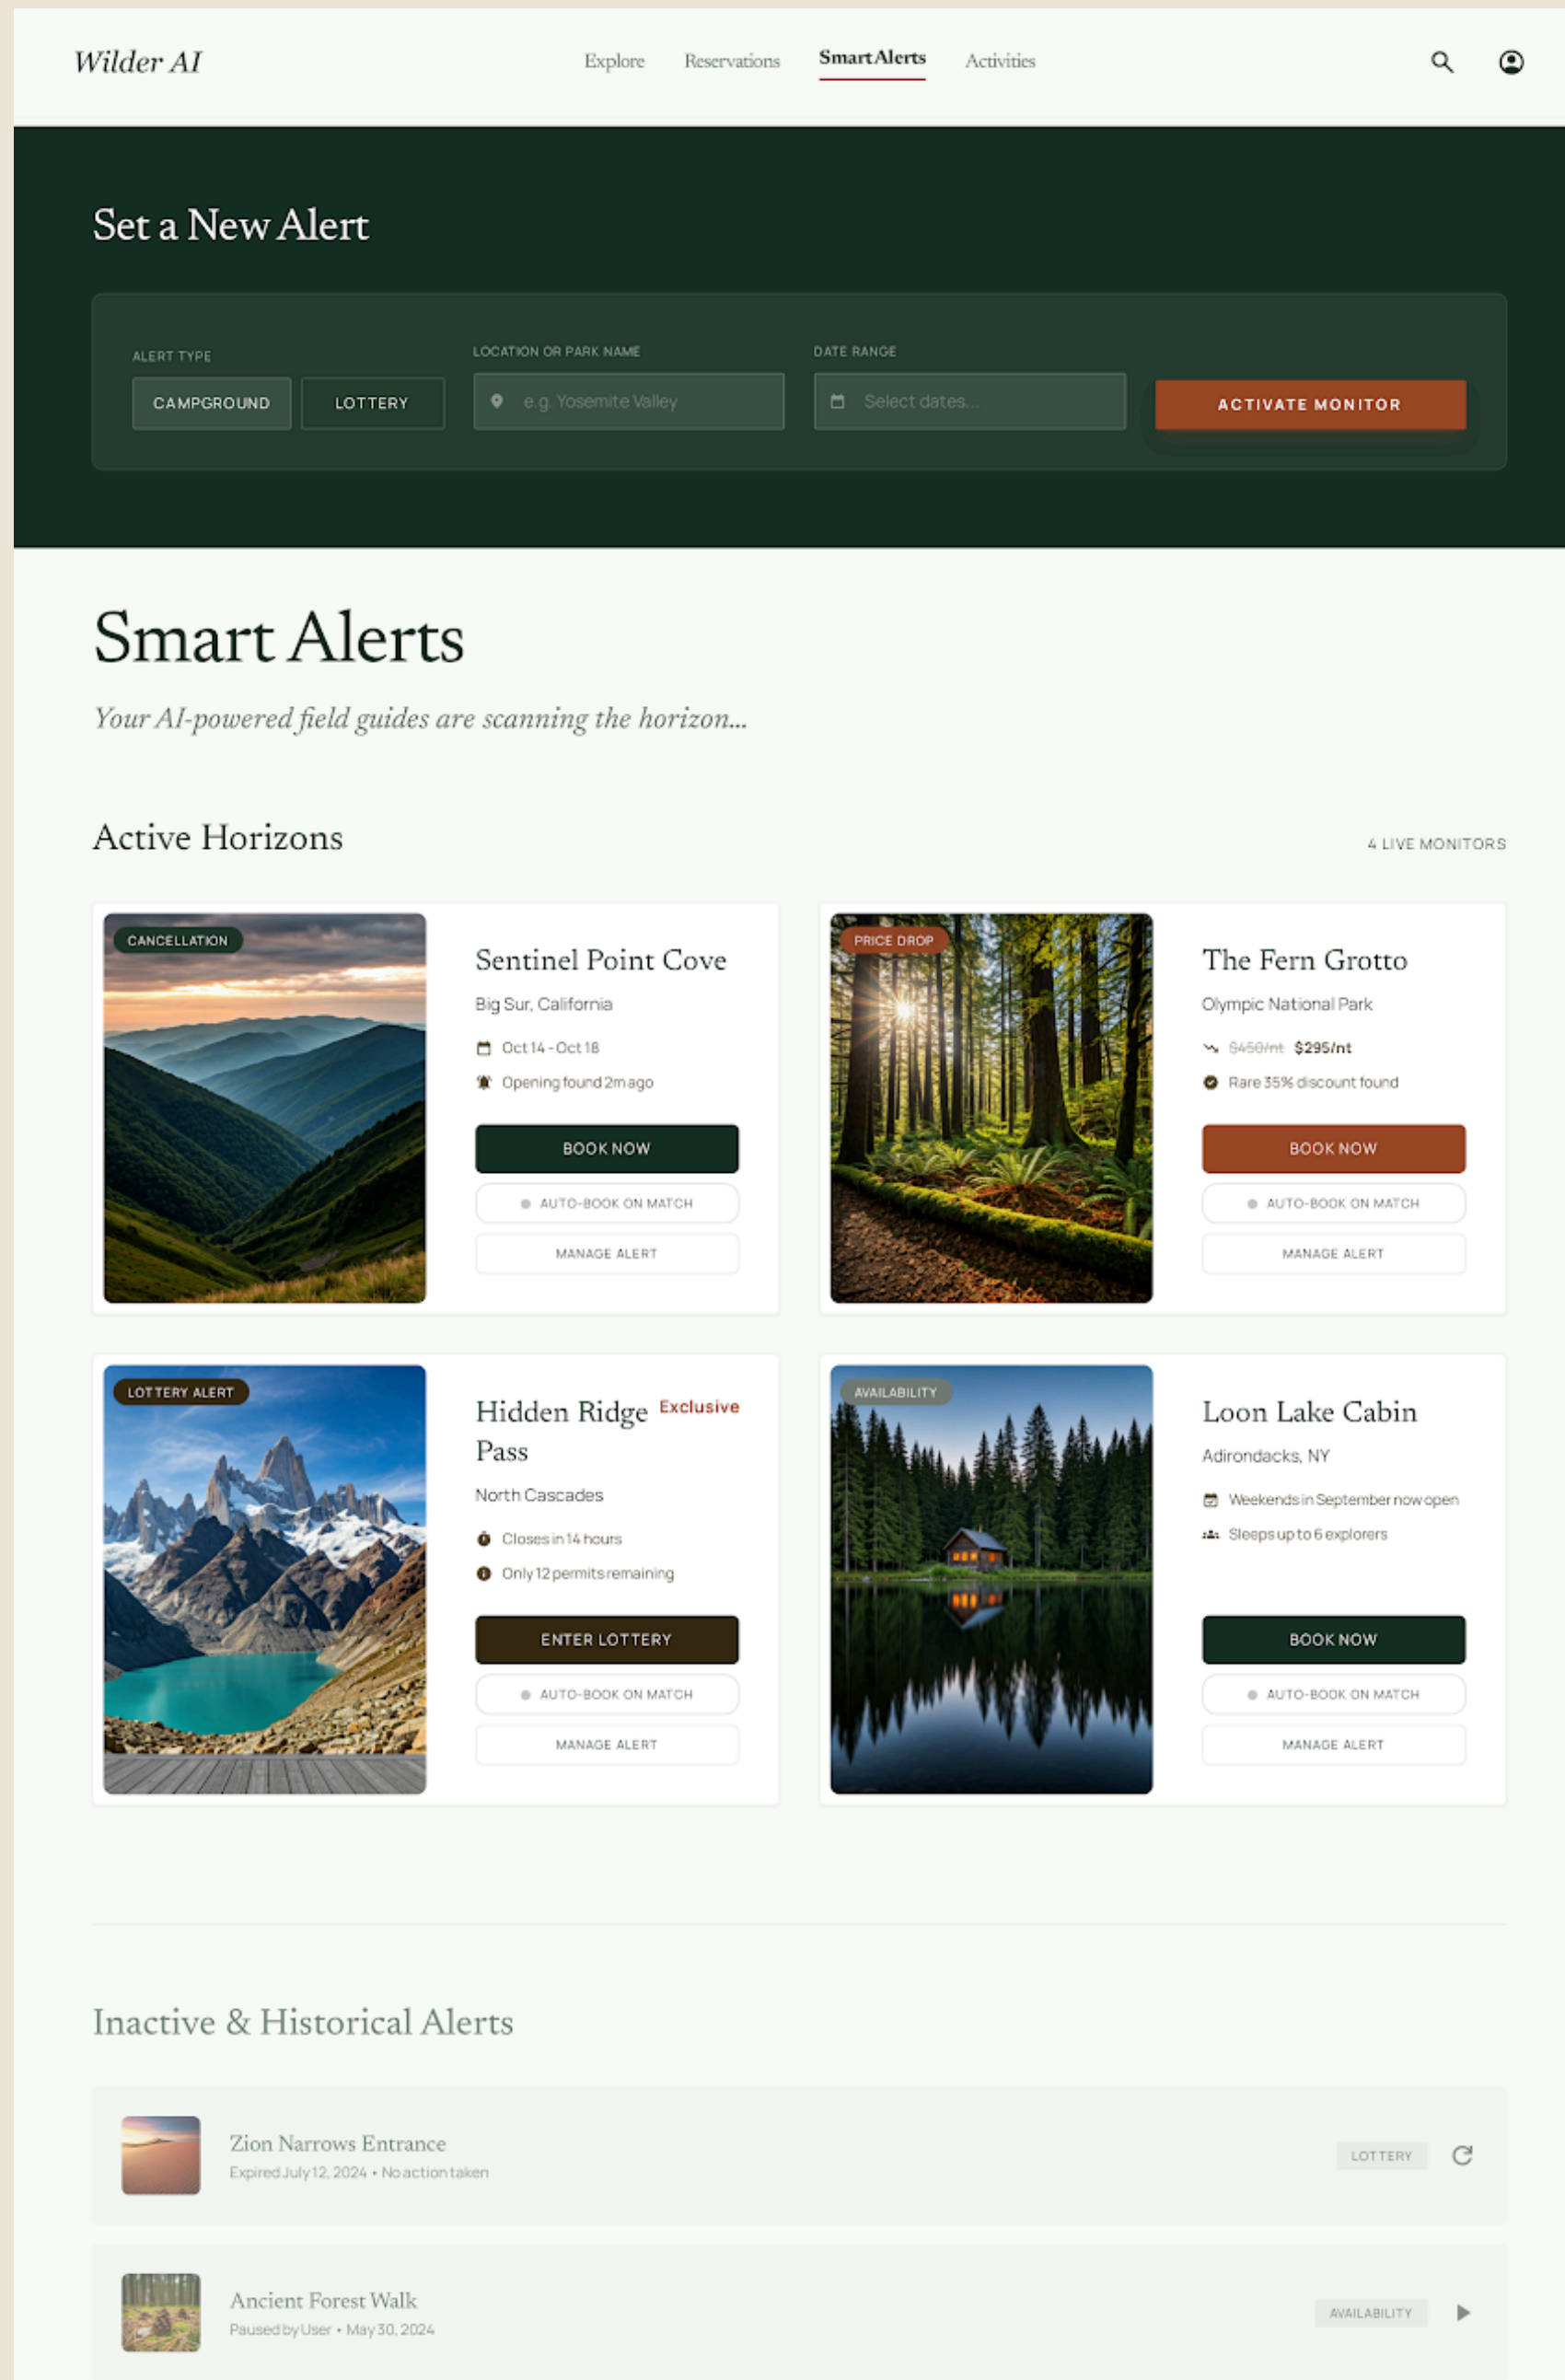 Wilder AI
Explore
Reservations
Smart Alerts
Activities
Set a New Alert
ALERT TYPE
CAMPGROUND
LOTTERY
LOCATION OR PARK NAME
e.g. Yosemite Valley
DATE RANGE
Select dates...
ACTIVATE MONITOR
Smart Alerts
Your AI-powered field guides are scanning the horizon...
Active Horizons
4 LIVE MONITORS
CANCELLATION
Sentinel Point Cove
Big Sur, California
Oct 14 - Oct 18
Opening found 2m ago
BOOK NOW
AUTO-BOOK ON MATCH
MANAGE ALERT
PRICE DROP
The Fern Grotto
Olympic National Park
$450/nt $295/nt
Rare 35% discount found
BOOK NOW
AUTO-BOOK ON MATCH
MANAGE ALERT
LOTTERY ALERT
Hidden Ridge
Pass
Exclusive
North Cascades
Closes in 14 hours
Only 12 permits remaining
ENTER LOTTERY
AUTO-BOOK ON MATCH
MANAGE ALERT
AVAILABILITY
Loon Lake Cabin
Adirondacks, NY
Weekends in September now open
Sleeps up to 6 explorers
BOOK NOW
AUTO-BOOK ON MATCH
MANAGE ALERT
Inactive & Historical Alerts
Zion Narrows Entrance
Expired July 12, 2024 • No action taken
LOTTERY
Ancient Forest Walk
Paused by User • May 30, 2024
AVAILABILITY